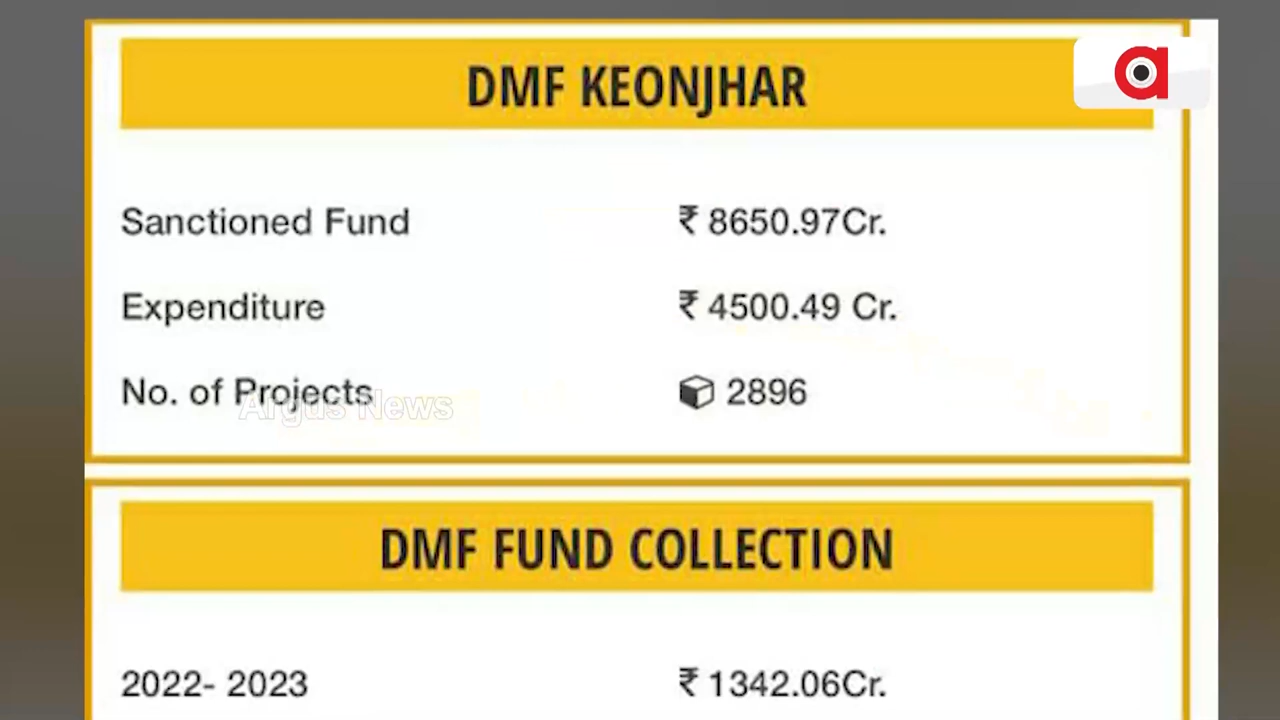 DMF KEONJHAR
Sanctioned Fund ₹ 8650.97Cr.
Expenditure ₹ 4500.49 Cr.
No. of Projects 2896
Argus News
DMF FUND COLLECTION
2022- 2023 ₹ 1342.06Cr.